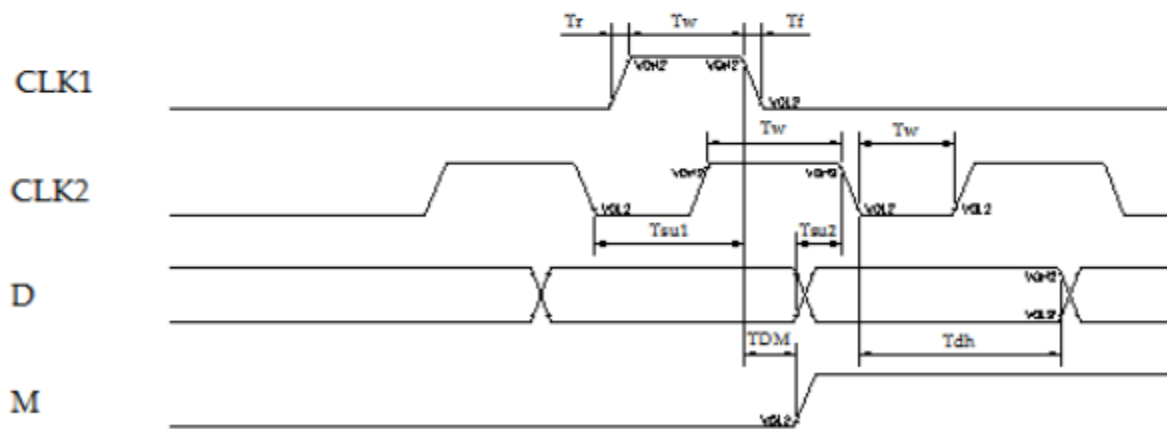 Tr Tw Tf
CLK1 VOH2 VOH2
VOL2
Tw Tw
CLK2 VOH2 VOH2
VOL2 VOL2 VOL2
Tsu1 Tsu2
D VOH2
VOL2
TDM Tdh
M VOL2